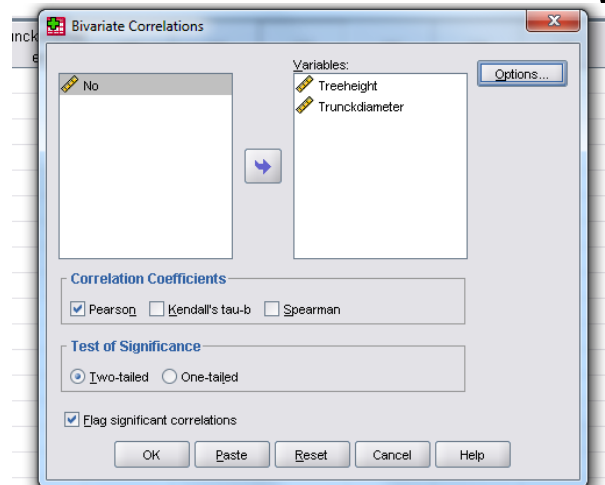 Bivariate Correlations
unck
e
No
Variables:
Treeheight
Trunckdiameter
Options...
Correlation Coefficients
Pearson Kendall's tau-b Spearman
Test of Significance
Two-tailed One-tailed
Flag significant correlations
OK Paste Reset Cancel Help